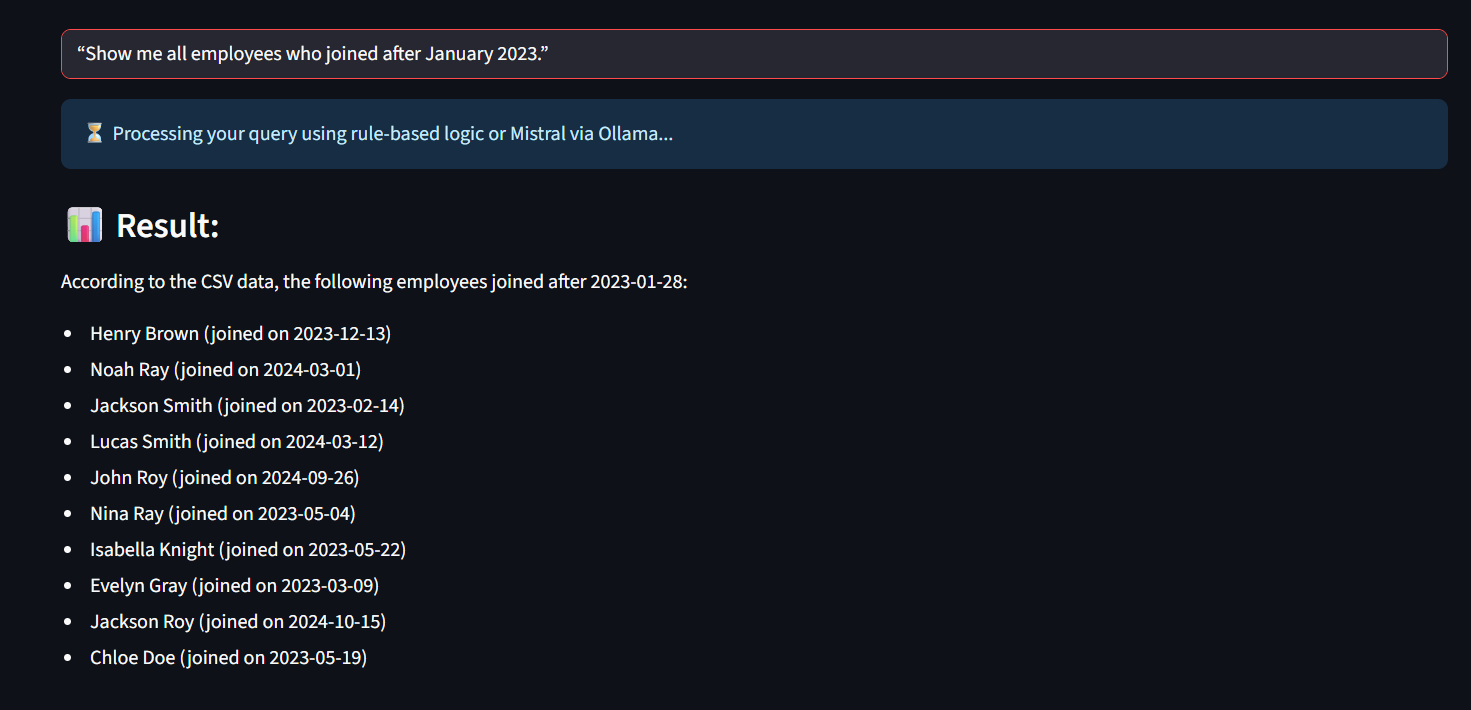 “Show me all employees who joined after January 2023.”
⏳ Processing your query using rule-based logic or Mistral via Ollama...
📊 Result:
According to the CSV data, the following employees joined after 2023-01-28:
• Henry Brown (joined on 2023-12-13)
• Noah Ray (joined on 2024-03-01)
• Jackson Smith (joined on 2023-02-14)
• Lucas Smith (joined on 2024-03-12)
• John Roy (joined on 2024-09-26)
• Nina Ray (joined on 2023-05-04)
• Isabella Knight (joined on 2023-05-22)
• Evelyn Gray (joined on 2023-03-09)
• Jackson Roy (joined on 2024-10-15)
• Chloe Doe (joined on 2023-05-19)